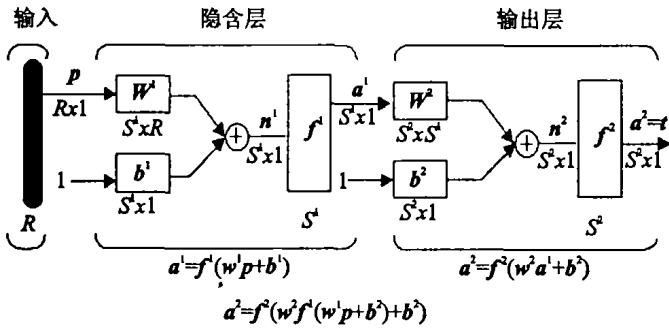 输入 隐含层 输出层
p W¹ a¹ W²
Rx1 S¹xR n¹ f¹ S¹x1 S²xS¹ n² f² a²=t
S¹x1 S²x1 S²x1
1 b¹ 1 b²
S¹x1 S²x1
R S¹ S²
a¹=f¹(w¹p+b¹) a²=f²(w²a¹+b²)
a²=f²(w²f¹(w¹p+b²)+b²)